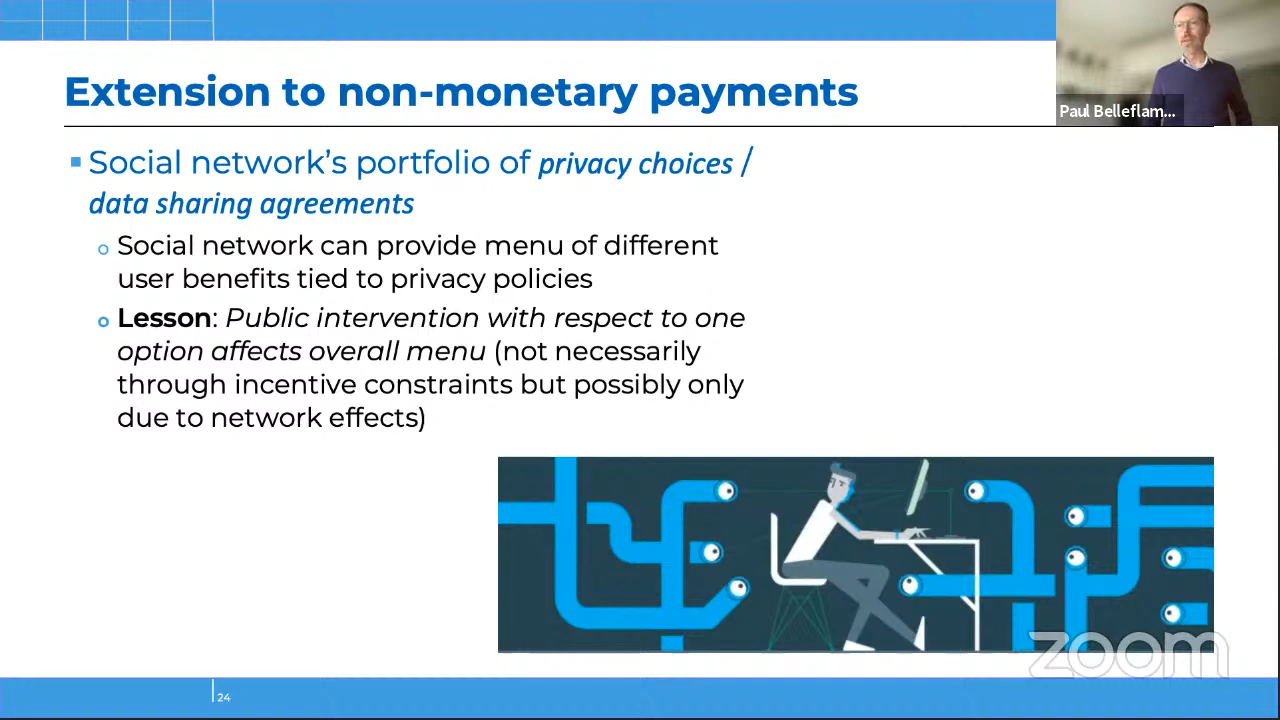 Extension to non-monetary payments
Paul Belleflam...
Social network's portfolio of privacy choices /
data sharing agreements
Social network can provide menu of different
user benefits tied to privacy policies
Lesson: Public intervention with respect to one
option affects overall menu (not necessarily
through incentive constraints but possibly only
due to network effects)
zoom
24